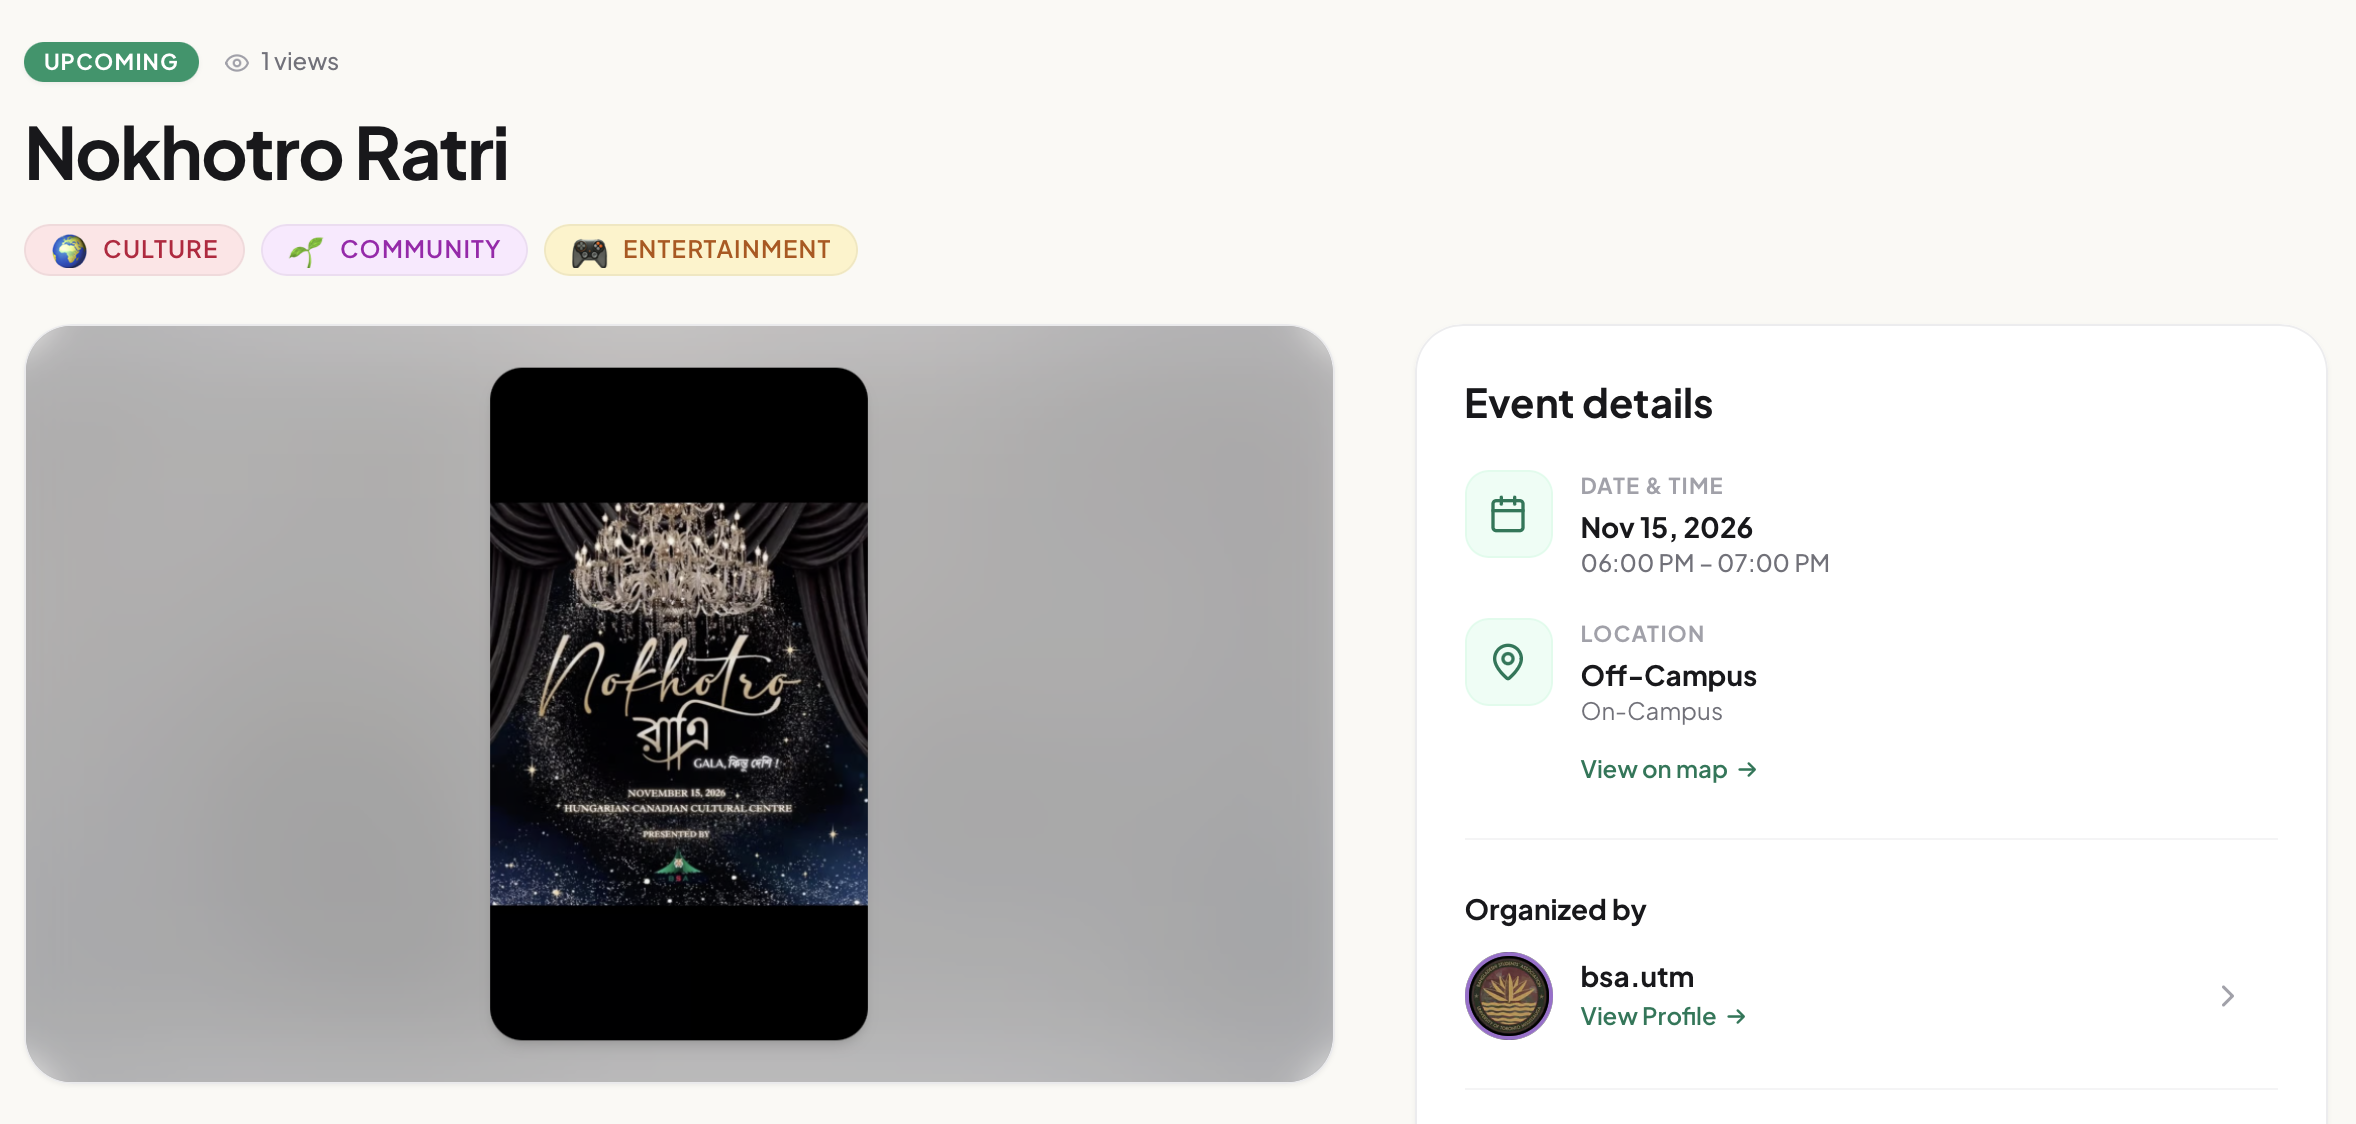 UPCOMING
1 views
Nokhotro Ratri
CULTURE
COMMUNITY
ENTERTAINMENT
Nokhotro
রাত্রি
GALA, কিন্তু দেশি !
NOVEMBER 15, 2026
HUNGARIAN CANADIAN CULTURAL CENTRE
PRESENTED BY
BSA
Event details
DATE & TIME
Nov 15, 2026
06:00 PM – 07:00 PM
LOCATION
Off-Campus
On-Campus
View on map →
Organized by
bsa.utm
View Profile →